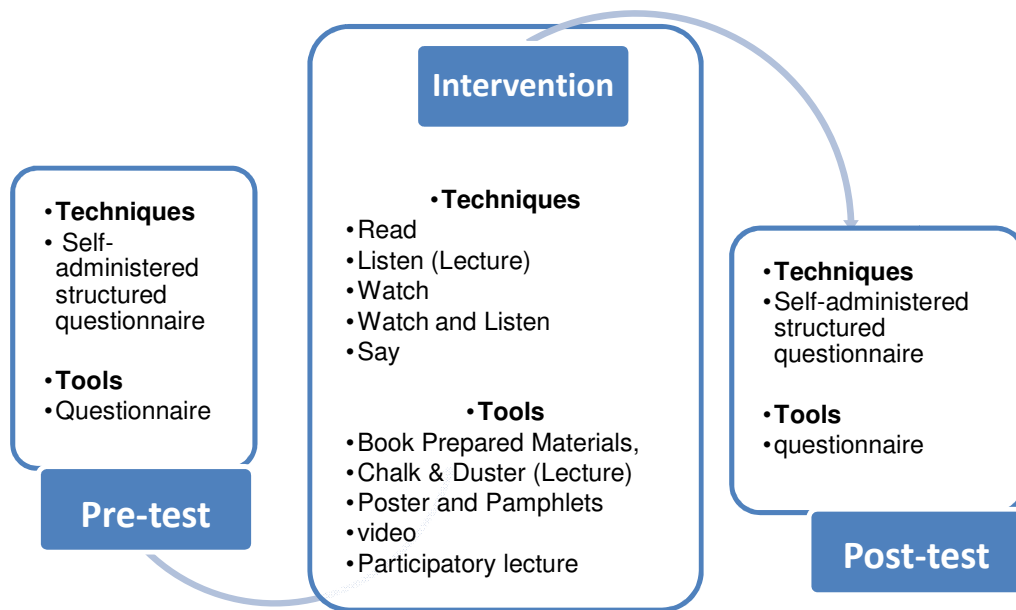 •Techniques
• Self-
administered
structured
questionnaire
•Tools
•Questionnaire
Pre-test
Intervention
•Techniques
•Read
•Listen (Lecture)
•Watch
•Watch and Listen
•Say
•Tools
•Book Prepared Materials,
•Chalk & Duster (Lecture)
•Poster and Pamphlets
•video
•Participatory lecture
•Techniques
•Self-administered
structured
questionnaire
•Tools
•questionnaire
Post-test